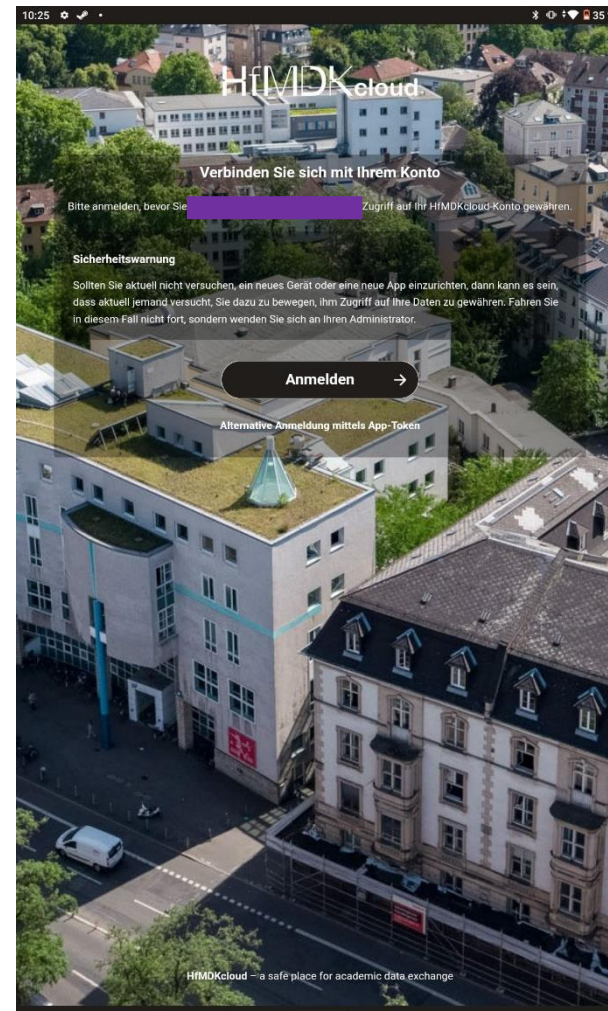 10:25
35
HfMDKcloud
Verbinden Sie sich mit Ihrem Konto
Bitte anmelden, bevor Sie Zugriff auf Ihr HfMDKcloud-Konto gewähren.
Sicherheitswarnung
Sollten Sie aktuell nicht versuchen, ein neues Gerät oder eine neue App einzurichten, dann kann es sein,
dass aktuell jemand versucht, Sie dazu zu bewegen, ihm Zugriff auf Ihre Daten zu gewähren. Fahren Sie
in diesem Fall nicht fort, sondern wenden Sie sich an Ihren Administrator.
Anmelden
Alternative Anmeldung mittels App-Token
HfMDKcloud – a safe place for academic data exchange